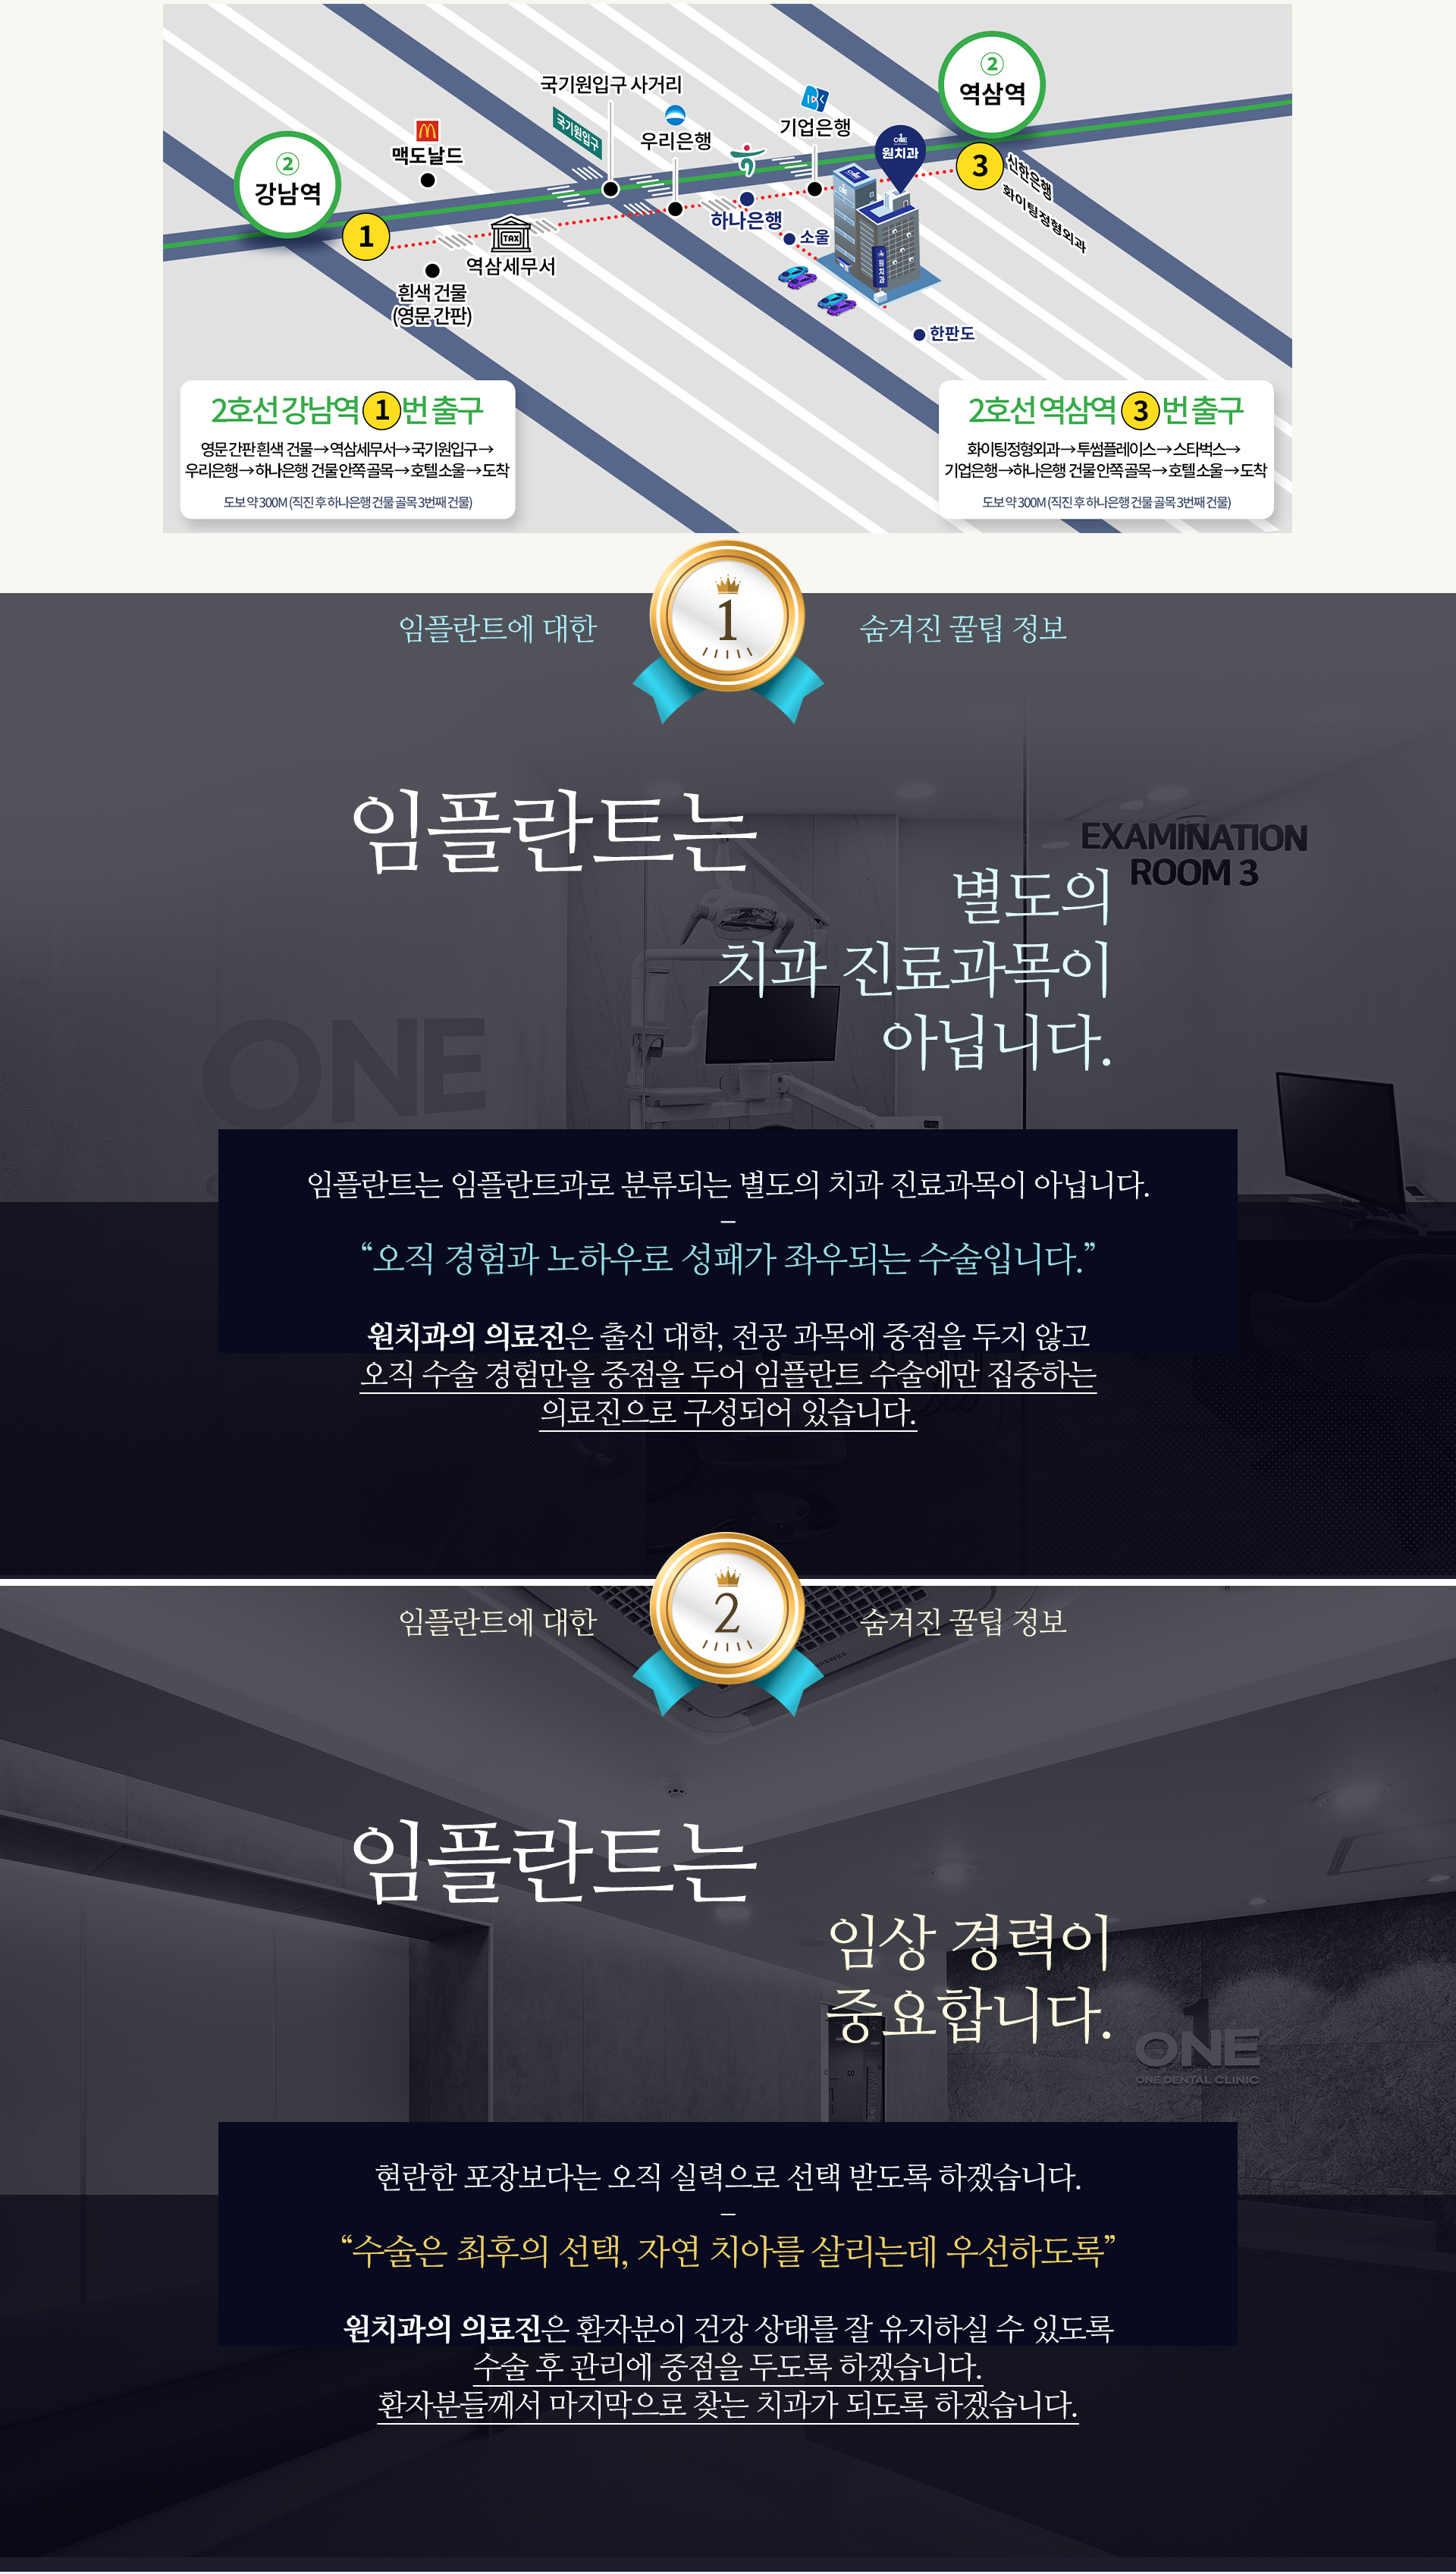 국기원입구 사거리
국기원입구
우리은행
기업은행
맥도날드
② 강남역
② 역삼역
1
3
ONE
원치과
신한은행
화이팅정형외과
하나은행
소울
TAX
역삼세무서
흰색 건물
(영문 간판)
원치과
한판도
2호선 강남역 1 번 출구
영문 간판 흰색 건물→역삼세무서→국기원입구→
우리은행→하나은행 건물 안쪽 골목→호텔 소울→도착
도보 약 300M (직진 후 하나은행 건물 골목 3번째 건물)
2호선 역삼역 3 번 출구
화이팅정형외과→투썸플레이스→스타벅스→
기업은행→하나은행 건물 안쪽 골목→호텔 소울→도착
도보 약 300M (직진 후 하나은행 건물 골목 3번째 건물)
임플란트에 대한 1 숨겨진 꿀팁 정보
임플란트는
EXAMINATION
ROOM 3
별도의
치과 진료과목이
아닙니다.
ONE
임플란트는 임플란트과로 분류되는 별도의 치과 진료과목이 아닙니다.
–
“오직 경험과 노하우로 성패가 좌우되는 수술입니다.”
원치과의 의료진은 출신 대학, 전공 과목에 중점을 두지 않고
오직 수술 경험만을 중점을 두어 임플란트 수술에만 집중하는
의료진으로 구성되어 있습니다.
임플란트에 대한 2 숨겨진 꿀팁 정보
SAMSUNG
임플란트는
임상 경력이
중요합니다.
1
ONE
ONE DENTAL CLINIC
현란한 포장보다는 오직 실력으로 선택 받도록 하겠습니다.
–
“수술은 최후의 선택, 자연 치아를 살리는데 우선하도록”
원치과의 의료진은 환자분이 건강 상태를 잘 유지하실 수 있도록
수술 후 관리에 중점을 두도록 하겠습니다.
환자분들께서 마지막으로 찾는 치과가 되도록 하겠습니다.